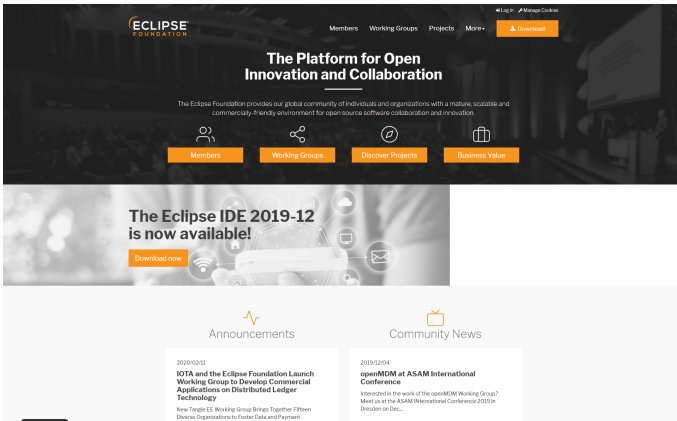 Log in Manage Cookies
ECLIPSE
FOUNDATION
Members Working Groups Projects More Download
The Platform for Open
Innovation and Collaboration
The Eclipse Foundation provides our global community of individuals and organizations with a mature, scalable and
commercially-friendly environment for open source software collaboration and innovation.
Members Working Groups Discover Projects Business Value
The Eclipse IDE 2019-12
is now available!
Download now
Announcements
2020/02/11
IOTA and the Eclipse Foundation Launch
Working Group to Develop Commercial
Applications on Distributed Ledger
Technology
New Tangle EE Working Group Brings Together Fifteen
Diverse Organizations to Foster Data and Payment
Community News
2019/12/04
openMDM at ASAM International
Conference
Interested in the work of the openMDM Working Group?
Meet us at the ASAM INternational Conference 2019 in
Dresden on Dec...